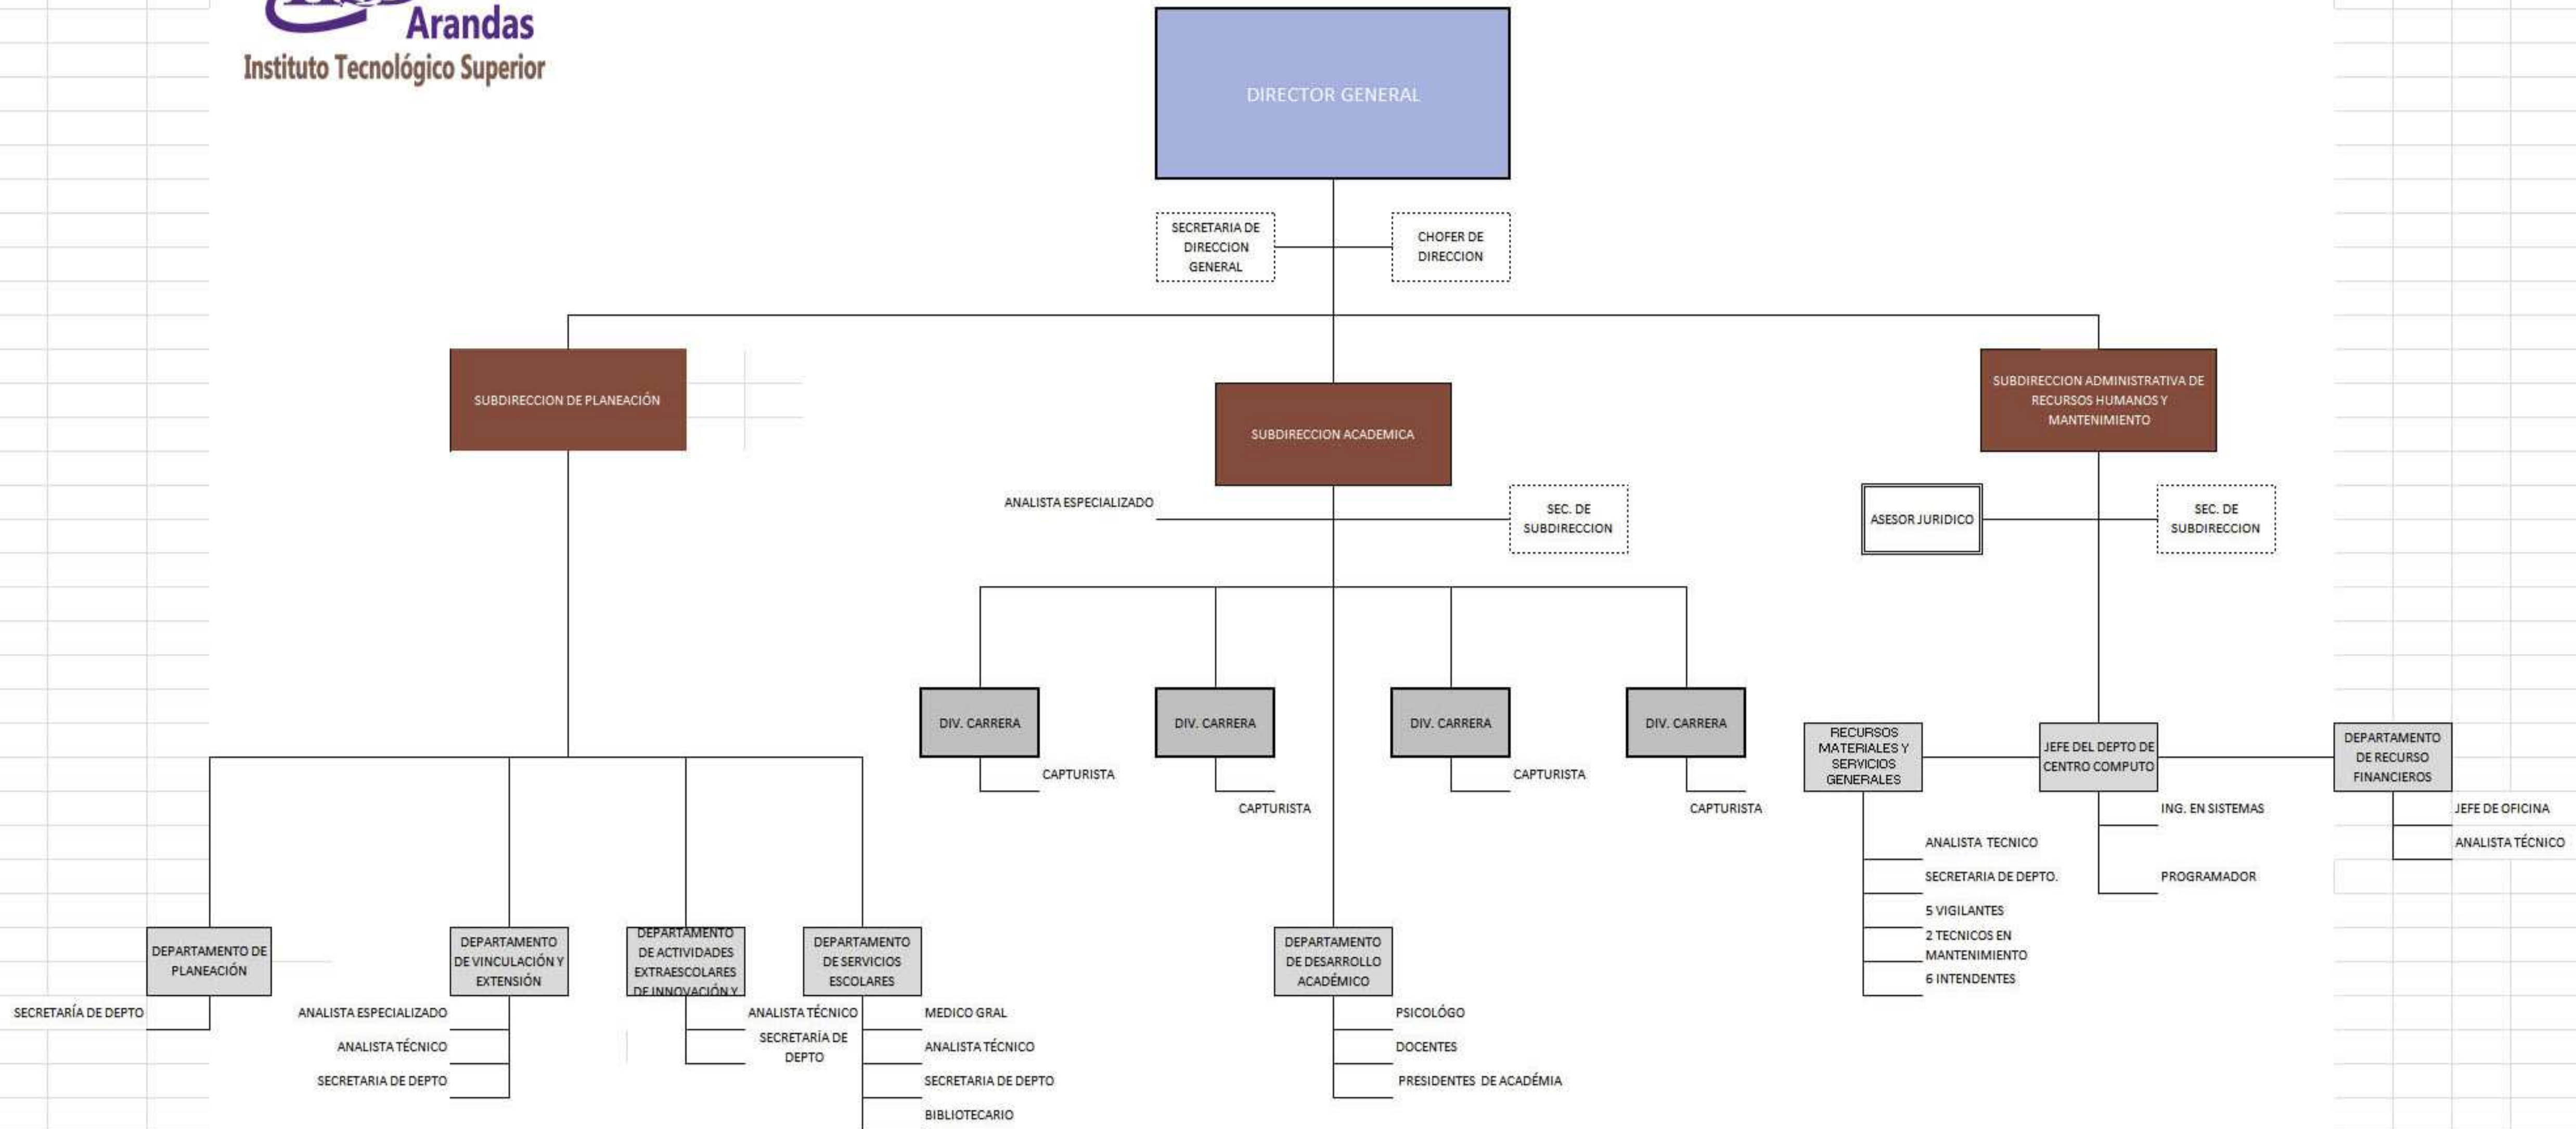 Arandas
Instituto Tecnológico Superior
DIRECTOR GENERAL
SECRETARIA DE
DIRECCION
GENERAL
CHOFER DE
DIRECCION
SUBDIRECCION DE PLANEACIÓN
SUBDIRECCION ACADEMICA
SUBDIRECCION ADMINISTRATIVA DE
RECURSOS HUMANOS Y
MANTENIMIENTO
ANALISTA ESPECIALIZADO
SEC. DE
SUBDIRECCION
ASESOR JURIDICO
SEC. DE
SUBDIRECCION
DIV. CARRERA
CAPTURISTA
DIV. CARRERA
CAPTURISTA
DIV. CARRERA
CAPTURISTA
DIV. CARRERA
CAPTURISTA
RECURSOS
MATERIALES Y
SERVICIOS
GENERALES
ANALISTA TECNICO
SECRETARIA DE DEPTO.
5 VIGILANTES
2 TECNICOS EN
MANTENIMIENTO
6 INTENDENTES
JEFE DEL DEPTO DE
CENTRO COMPUTO
ING. EN SISTEMAS
PROGRAMADOR
DEPARTAMENTO
DE RECURSO
FINANCIEROS
JEFE DE OFICINA
ANALISTA TÉCNICO
DEPARTAMENTO DE
PLANEACIÓN
SECRETARÍA DE DEPTO
DEPARTAMENTO
DE VINCULACIÓN Y
EXTENSIÓN
ANALISTA ESPECIALIZADO
ANALISTA TÉCNICO
SECRETARIA DE DEPTO
DEPARTAMENTO
DE ACTIVIDADES
EXTRAESCOLARES
DE INNOVACIÓN Y
ANALISTA TÉCNICO
SECRETARÍA DE
DEPTO
DEPARTAMENTO
DE SERVICIOS
ESCOLARES
MEDICO GRAL
ANALISTA TÉCNICO
SECRETARIA DE DEPTO
BIBLIOTECARIO
DEPARTAMENTO
DE DESARROLLO
ACADÉMICO
PSICOLÓGO
DOCENTES
PRESIDENTES DE ACADÉMIA